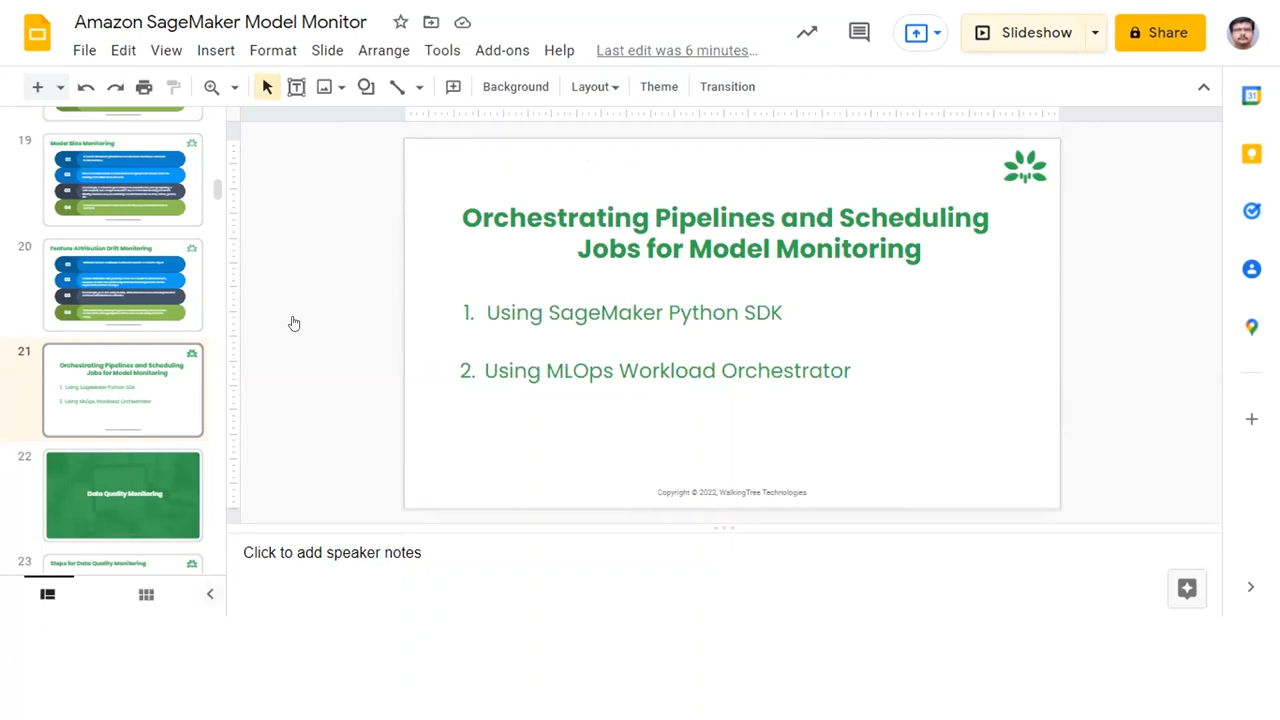 Amazon SageMaker Model Monitor
File Edit View Insert Format Slide Arrange Tools Add-ons Help Last edit was 6 minutes…
Slideshow
Share
Background Layout Theme Transition
19
Model Bias Monitoring
20
Feature Attribution Drift Monitoring
21
Orchestrating Pipelines and Scheduling
Jobs for Model Monitoring
1. Using SageMaker Python SDK
2. Using MLOps Workload Orchestrator
22
Data Quality Monitoring
23
Steps for Data Quality Monitoring
Orchestrating Pipelines and Scheduling
Jobs for Model Monitoring
1. Using SageMaker Python SDK
2. Using MLOps Workload Orchestrator
Copyright © 2022, WalkingTree Technologies
Click to add speaker notes
31